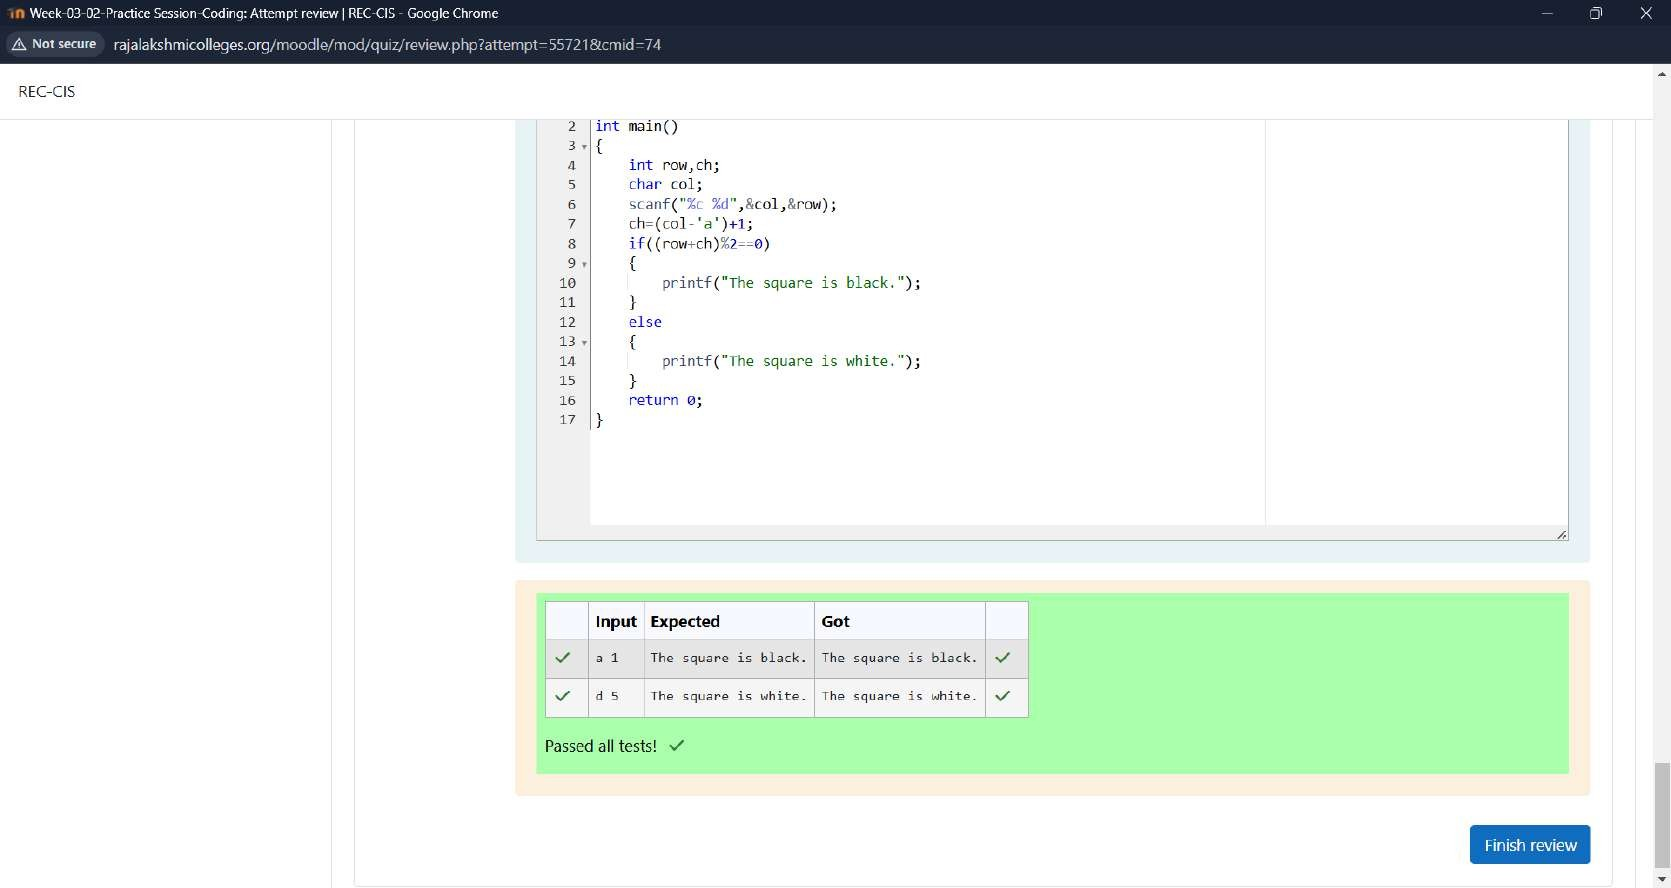 Week-03-02-Practice Session-Coding: Attempt review | REC-CIS - Google Chrome
Not secure rajalakshmicolleges.org/moodle/mod/quiz/review.php?attempt=55721&cmid=74
REC-CIS
2 int main()
3 {
4 int row,ch;
5 char col;
6 scanf("%c %d",&col,&row);
7 ch=(col-'a')+1;
8 if((row+ch)%2==0)
9 {
10 printf("The square is black.");
11 }
12 else
13 {
14 printf("The square is white.");
15 }
16 return 0;
17 }
Input Expected Got
a 1 The square is black. The square is black.
d 5 The square is white. The square is white.
Passed all tests!
Finish review